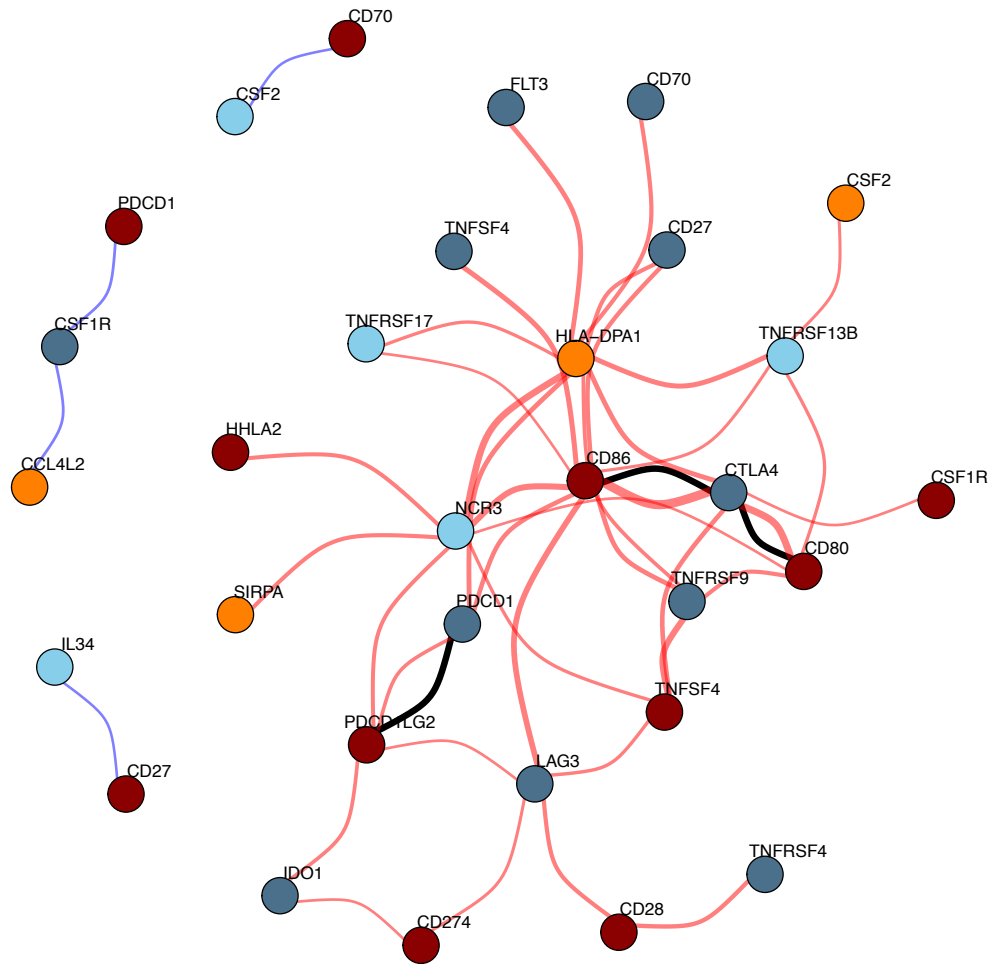 CD70
CSF2
FLT3
CD70
CSF2
PDCD1
TNFSF4
CD27
CSF1R
TNFRSF17
HLA-DPA1
TNFRSF13B
HHLA2
CCL4L2
CD86
CTLA4
CSF1R
NCR3
CD80
SIRPA
PDCD1
TNFRSF9
IL34
TNFSF4
PDCD1LG2
LAG3
CD27
TNFRSF4
IDO1
CD274
CD28